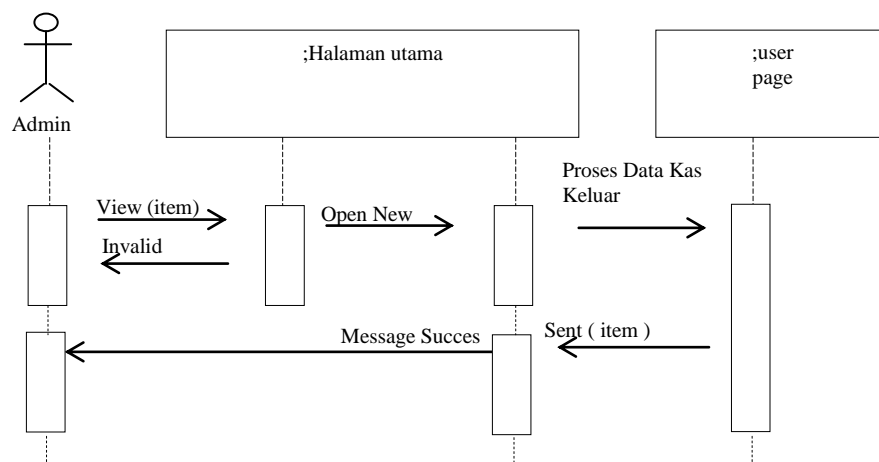 ;Halaman utama
;user
page
Admin
Proses Data Kas
Keluar
View (item)
Open New
Invalid
Message Succes
Sent ( item )